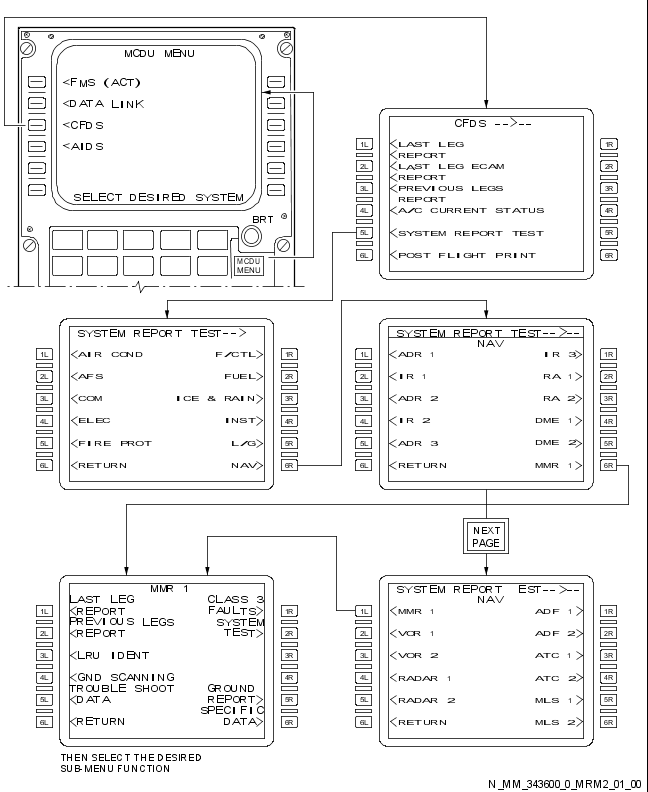 MCDU MENU
<FMS (ACT)
<DATA LINK
<CFDS
<AIDS
SELECT DESIRED SYSTEM
BRT
MCDU
MENU
CFDS -->--
1L <LAST LEG 1R
<REPORT
2L <LAST LEG ECAM 2R
<REPORT
3L <PREVIOUS LEGS 3R
REPORT
4L <A/C CURRENT STATUS 4R
5L <SYSTEM REPORT TEST 5R
6L <POST FLIGHT PRINT 6R
SYSTEM REPORT TEST-->
1L <AIR COND F/CTL> 1R
2L <AFS FUEL> 2R
3L <COM ICE & RAIN> 3R
4L <ELEC INST> 4R
5L <FIRE PROT L/G> 5R
6L <RETURN NAV> 6R
SYSTEM REPORT TEST-->--
NAV
1L <ADR 1 IR 3> 1R
2L <IR 1 RA 1> 2R
3L <ADR 2 RA 2> 3R
4L <IR 2 DME 1> 4R
5L <ADR 3 DME 2> 5R
6L <RETURN MMR 1> 6R
NEXT
PAGE
MMR 1
LAST LEG CLASS 3
1L <REPORT FAULTS> 1R
PREVIOUS LEGS SYSTEM
2L <REPORT TEST> 2R
3L <LRU IDENT 3R
4L <GND SCANNING 4R
TROUBLE SHOOT GROUND
5L <DATA REPORT> 5R
SPECIFIC
6L <RETURN DATA> 6R
SYSTEM REPORT EST-->--
NAV
1L <MMR 1 ADF 1> 1R
2L <VOR 1 ADF 2> 2R
3L <VOR 2 ATC 1> 3R
4L <RADAR 1 ATC 2> 4R
5L <RADAR 2 MLS 1> 5R
6L <RETURN MLS 2> 6R
THEN SELECT THE DESIRED
SUB-MENU FUNCTION
N_MM_343600_0_MRM2_01_00